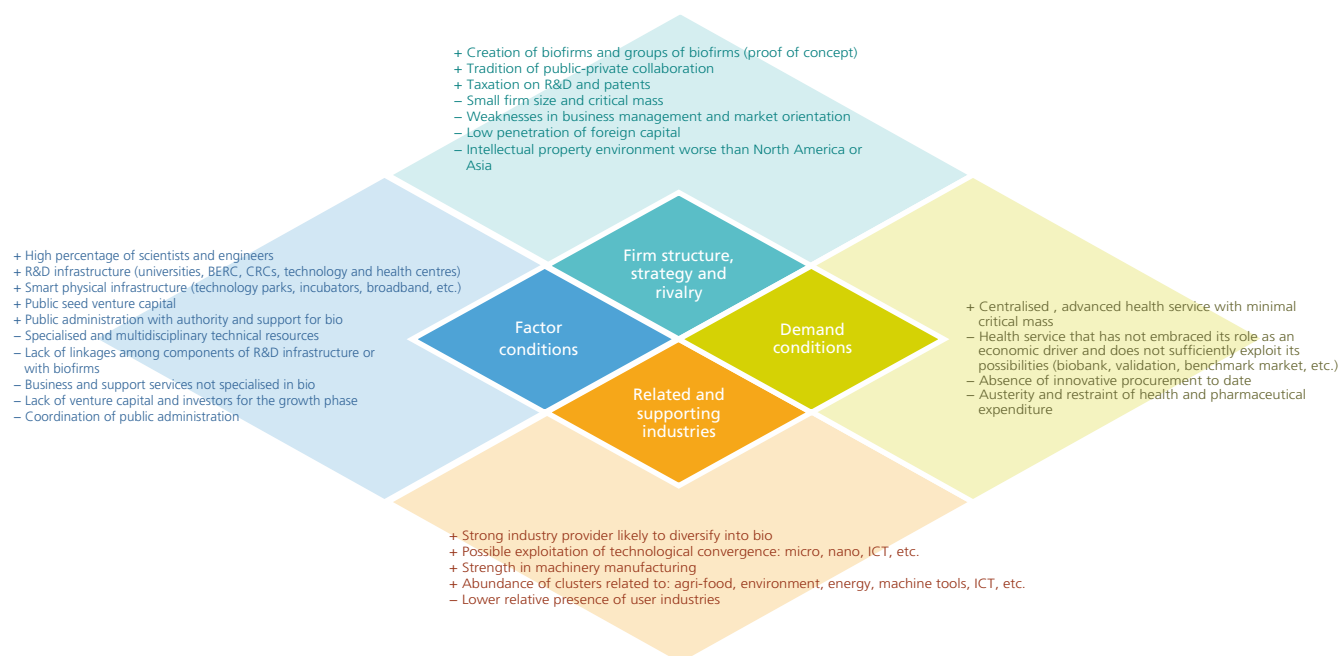 + Creation of biofirms and groups of biofirms (proof of concept)
+ Tradition of public-private collaboration
+ Taxation on R&D and patents
− Small firm size and critical mass
− Weaknesses in business management and market orientation
− Low penetration of foreign capital
− Intellectual property environment worse than North America or
Asia
Firm structure,
strategy and
rivalry
+ High percentage of scientists and engineers
+ R&D infrastructure (universities, BERC, CRCs, technology and health centres)
+ Smart physical infrastructure (technology parks, incubators, broadband, etc.)
+ Public seed venture capital
+ Public administration with authority and support for bio
− Specialised and multidisciplinary technical resources
− Lack of linkages among components of R&D infrastructure or
with biofirms
− Business and support services not specialised in bio
− Lack of venture capital and investors for the growth phase
− Coordination of public administration
Factor
conditions
Demand
conditions
+ Centralised , advanced health service with minimal
critical mass
− Health service that has not embraced its role as an
economic driver and does not sufficiently exploit its
possibilities (biobank, validation, benchmark market, etc.)
− Absence of innovative procurement to date
− Austerity and restraint of health and pharmaceutical
expenditure
Related and
supporting
industries
+ Strong industry provider likely to diversify into bio
+ Possible exploitation of technological convergence: micro, nano, ICT, etc.
+ Strength in machinery manufacturing
+ Abundance of clusters related to: agri-food, environment, energy, machine tools, ICT, etc.
− Lower relative presence of user industries